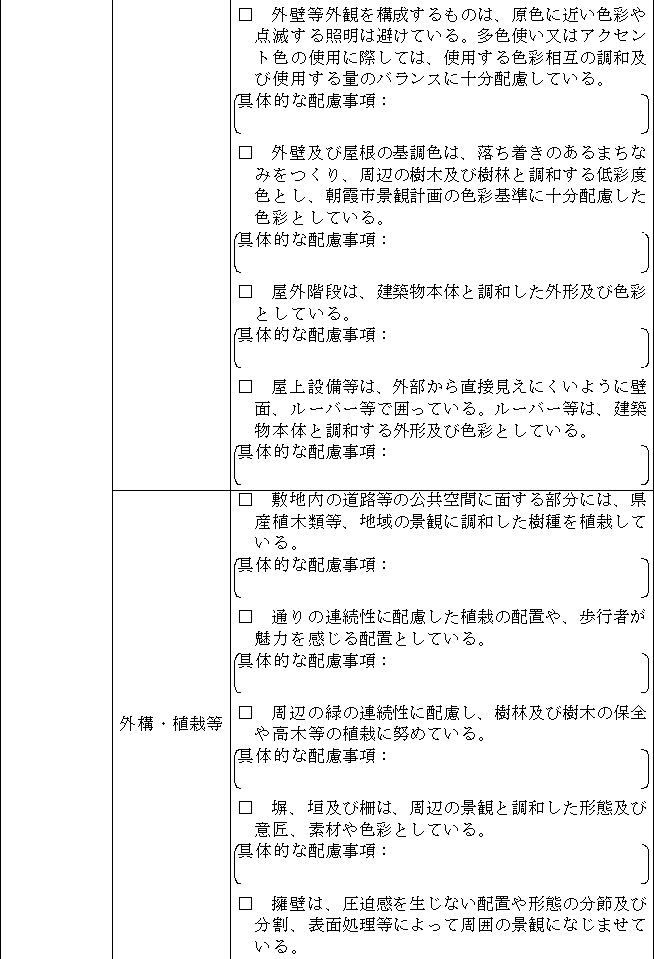 □　外壁等外観を構成するものは、原色に近い色彩や
点滅する照明は避けている。多色使い又はアクセン
ト色の使用に際しては、使用する色彩相互の調和及
び使用する量のバランスに十分配慮している。
具体的な配慮事項：
□　外壁及び屋根の基調色は、落ち着きのあるまちな
みをつくり、周辺の樹木及び樹林と調和する低彩度
色とし、朝霞市景観計画の色彩基準に十分配慮した
色彩としている。
具体的な配慮事項：
□　屋外階段は、建築物本体と調和した外形及び色彩
としている。
具体的な配慮事項：
□　屋上設備等は、外部から直接見えにくいように壁
面、ルーバー等で囲っている。ルーバー等は、建築
物本体と調和する外形及び色彩としている。
具体的な配慮事項：
外構・植栽等
□　敷地内の道路等の公共空間に面する部分には、県
産植木類等、地域の景観に調和した樹種を植栽して
いる。
具体的な配慮事項：
□　通りの連続性に配慮した植栽の配置や、歩行者が
魅力を感じる配置としている。
具体的な配慮事項：
□　周辺の緑の連続性に配慮し、樹林及び樹木の保全
や高木等の植栽に努めている。
具体的な配慮事項：
□　塀、垣及び柵は、周辺の景観と調和した形態及び
意匠、素材や色彩としている。
具体的な配慮事項：
□　擁壁は、圧迫感を生じない配置や形態の分節及び
分割、表面処理等によって周囲の景観になじませて
いる。